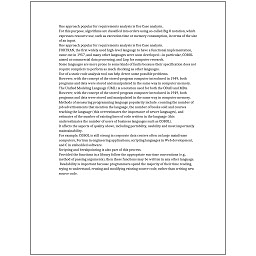 One approach popular for requirements analysis is Use Case analysis.
For this purpose, algorithms are classified into orders using so-called Big O notation, which
expresses resource use, such as execution time or memory consumption, in terms of the size
of an input.
One approach popular for requirements analysis is Use Case analysis.
FORTRAN, the first widely used high-level language to have a functional implementation,
came out in 1957, and many other languages were soon developed—in particular, COBOL
aimed at commercial data processing, and Lisp for computer research.
Some languages are more prone to some kinds of faults because their specification does not
require compilers to perform as much checking as other languages.
Use of a static code analysis tool can help detect some possible problems.
However, with the concept of the stored-program computer introduced in 1949, both
programs and data were stored and manipulated in the same way in computer memory.
The Unified Modeling Language (UML) is a notation used for both the OOAD and MDA.
However, with the concept of the stored-program computer introduced in 1949, both
programs and data were stored and manipulated in the same way in computer memory.
Methods of measuring programming language popularity include: counting the number of
job advertisements that mention the language, the number of books sold and courses
teaching the language (this overestimates the importance of newer languages), and
estimates of the number of existing lines of code written in the language (this
underestimates the number of users of business languages such as COBOL).
It affects the aspects of quality above, including portability, usability and most importantly
maintainability.
For example, COBOL is still strong in corporate data centers often on large mainframe
computers, Fortran in engineering applications, scripting languages in Web development,
and C in embedded software.
Scripting and breakpointing is also part of this process.
Provided the functions in a library follow the appropriate run-time conventions (e.g.,
method of passing arguments), then these functions may be written in any other language.
Readability is important because programmers spend the majority of their time reading,
trying to understand, reusing and modifying existing source code, rather than writing new
source code.